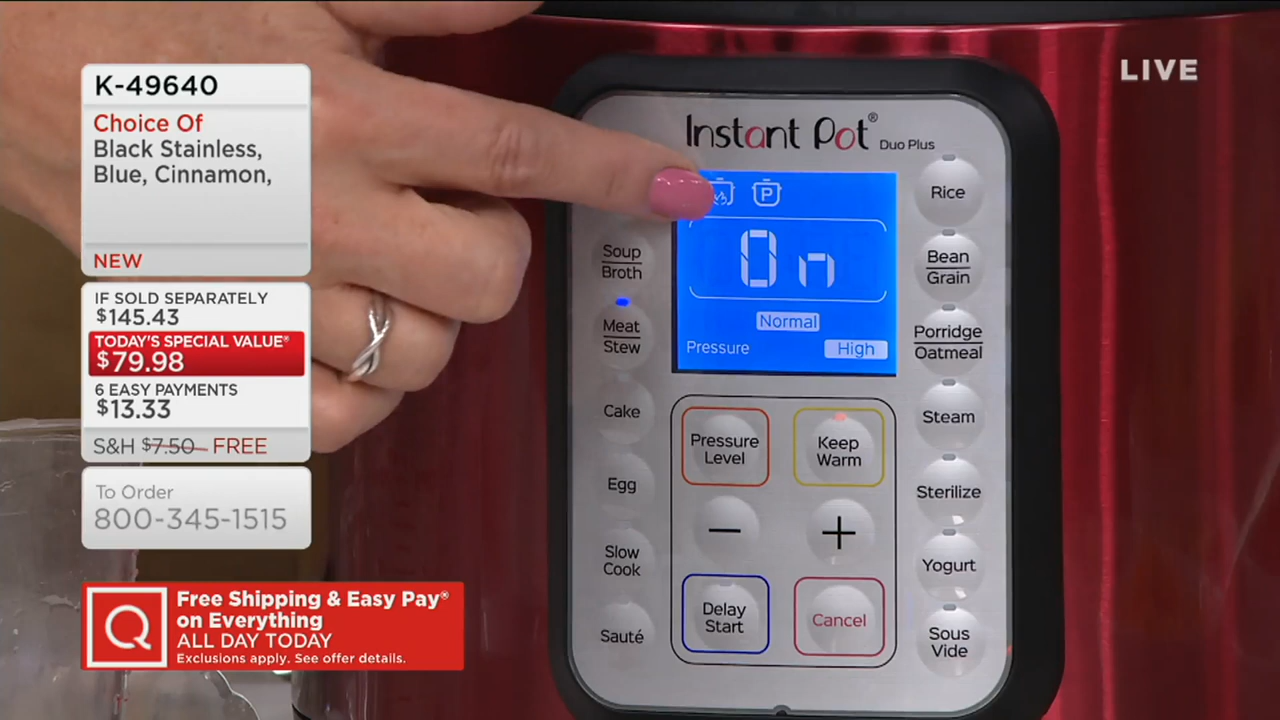 K-49640
Choice Of
Black Stainless,
Blue, Cinnamon,
NEW
IF SOLD SEPARATELY
$145.43
TODAY'S SPECIAL VALUE®
$79.98
6 EASY PAYMENTS
$13.33
S&H $7.50 FREE
To Order
800-345-1515
Q
Free Shipping & Easy Pay®
on Everything
ALL DAY TODAY
Exclusions apply. See offer details.
LIVE
Instant Pot® Duo Plus
P
On
Normal
Pressure High
Soup
Broth
Meat
Stew
Cake
Egg
Slow
Cook
Sauté
Pressure
Level
Keep
Warm
−
+
Delay
Start
Cancel
Rice
Bean
Grain
Porridge
Oatmeal
Steam
Sterilize
Yogurt
Sous
Vide